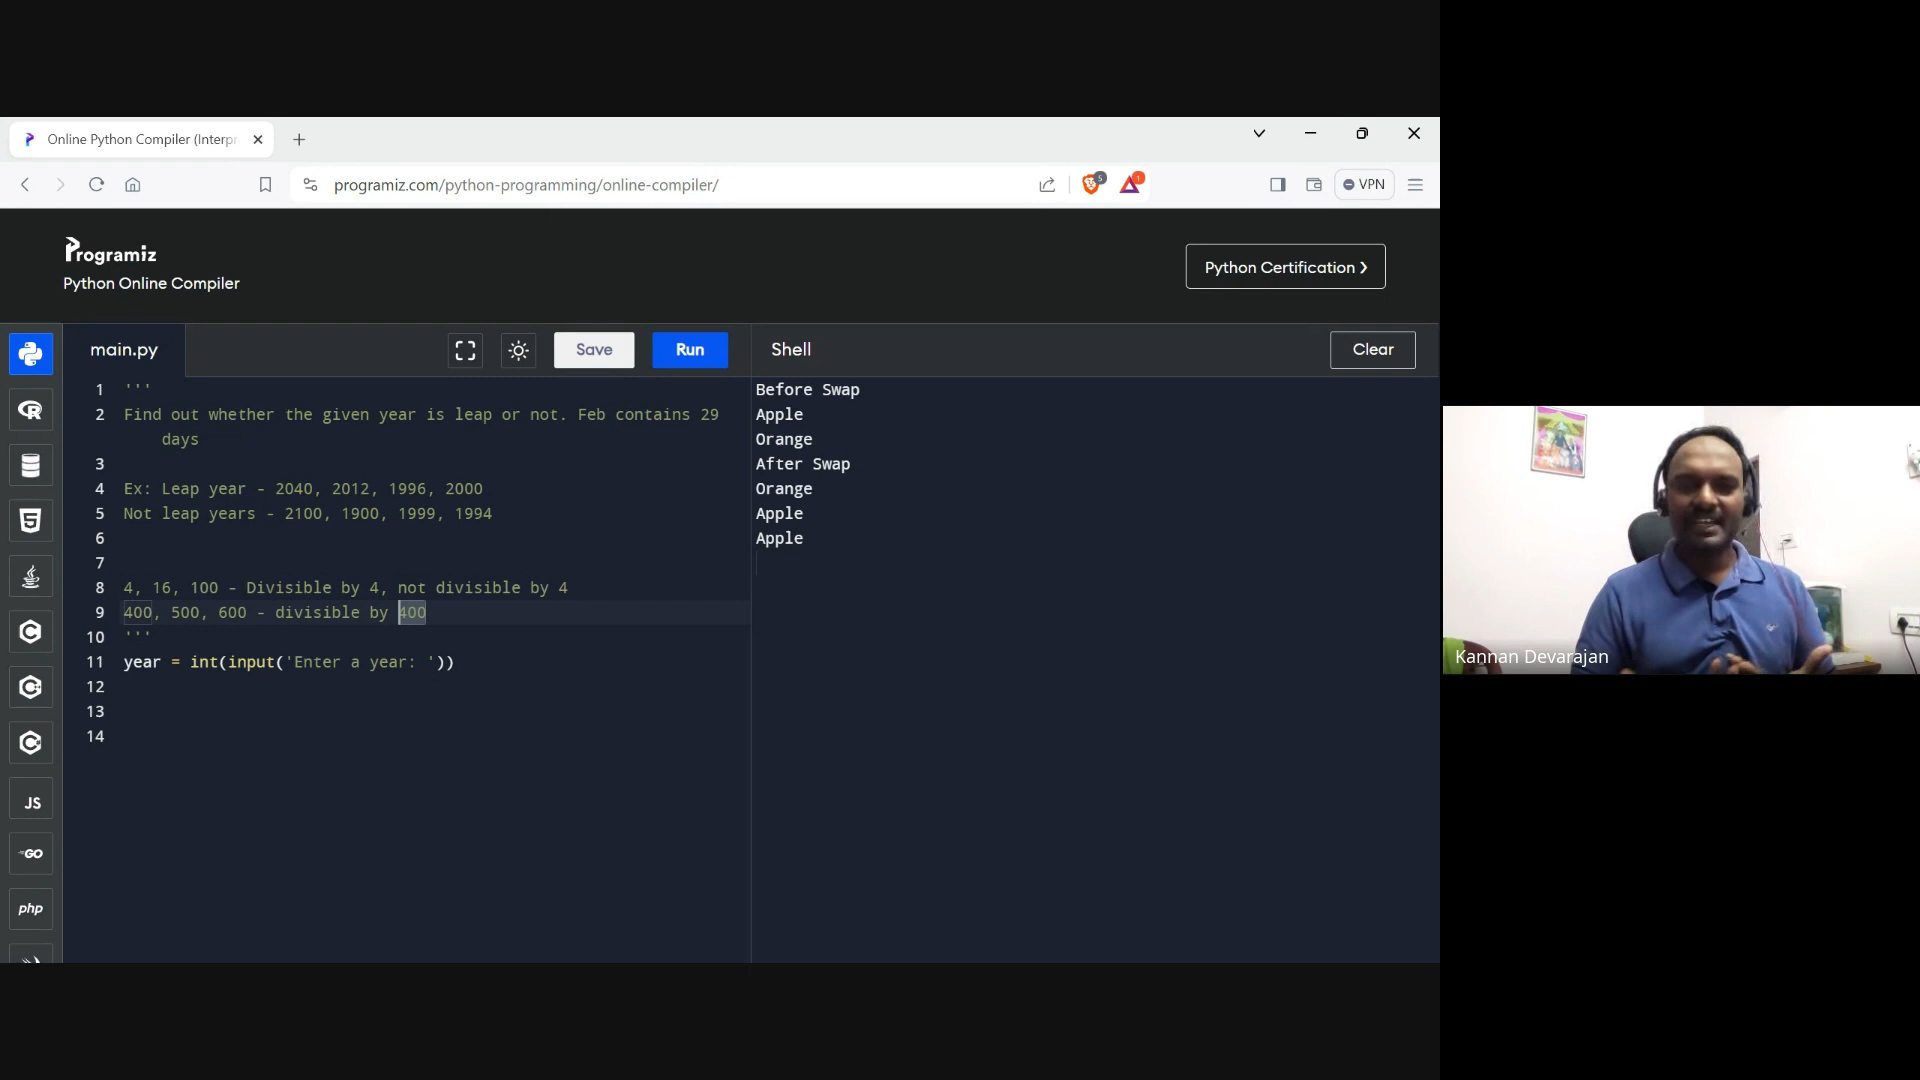 Online Python Compiler (Interpr
programiz.com/python-programming/online-compiler/
5
1
VPN
Programiz
Python Online Compiler
Python Certification ❯
main.py
Save
Run
Shell
Clear
1 '''
2 Find out whether the given year is leap or not. Feb contains 29
days
3
4 Ex: Leap year - 2040, 2012, 1996, 2000
5 Not leap years - 2100, 1900, 1999, 1994
6
7
8 4, 16, 100 - Divisible by 4, not divisible by 4
9 400, 500, 600 - divisible by 400
10 '''
11 year = int(input('Enter a year: '))
12
13
14
Before Swap
Apple
Orange
After Swap
Orange
Apple
Apple
JS
GO
php
Kannan Devarajan